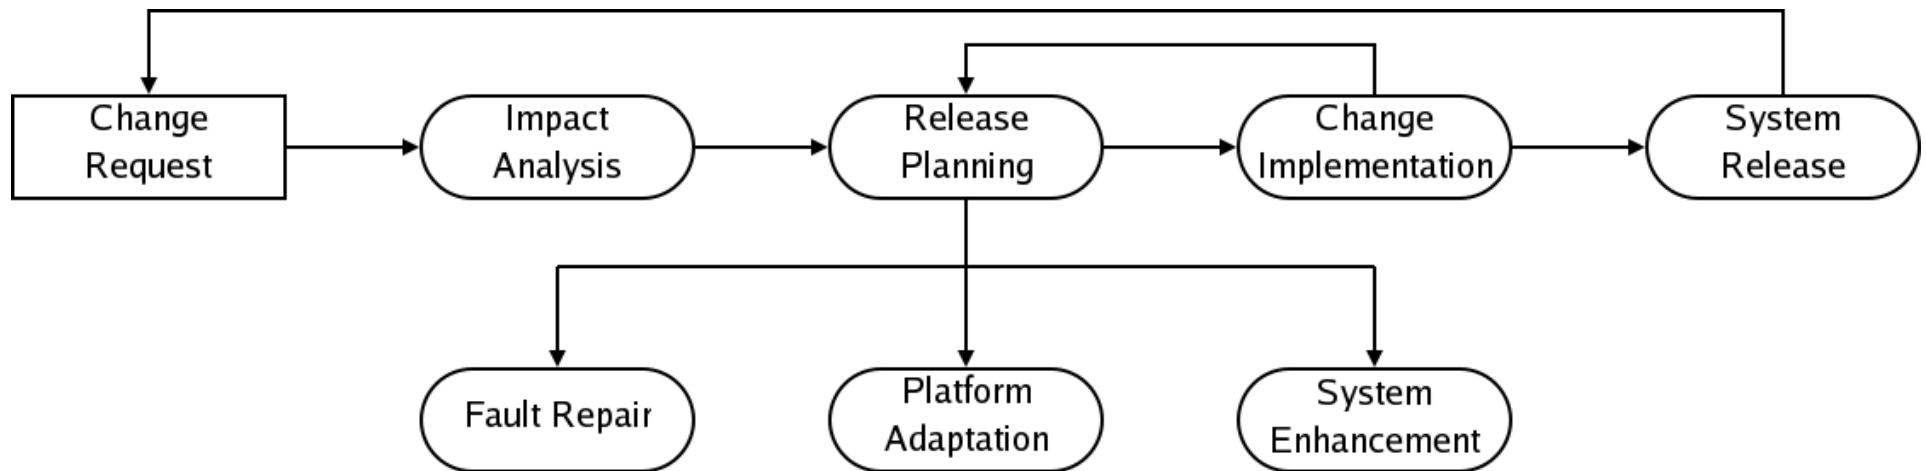 Change
Request
Impact
Analysis
Release
Planning
Change
Implementation
System
Release
Fault Repair
Platform
Adaptation
System
Enhancement